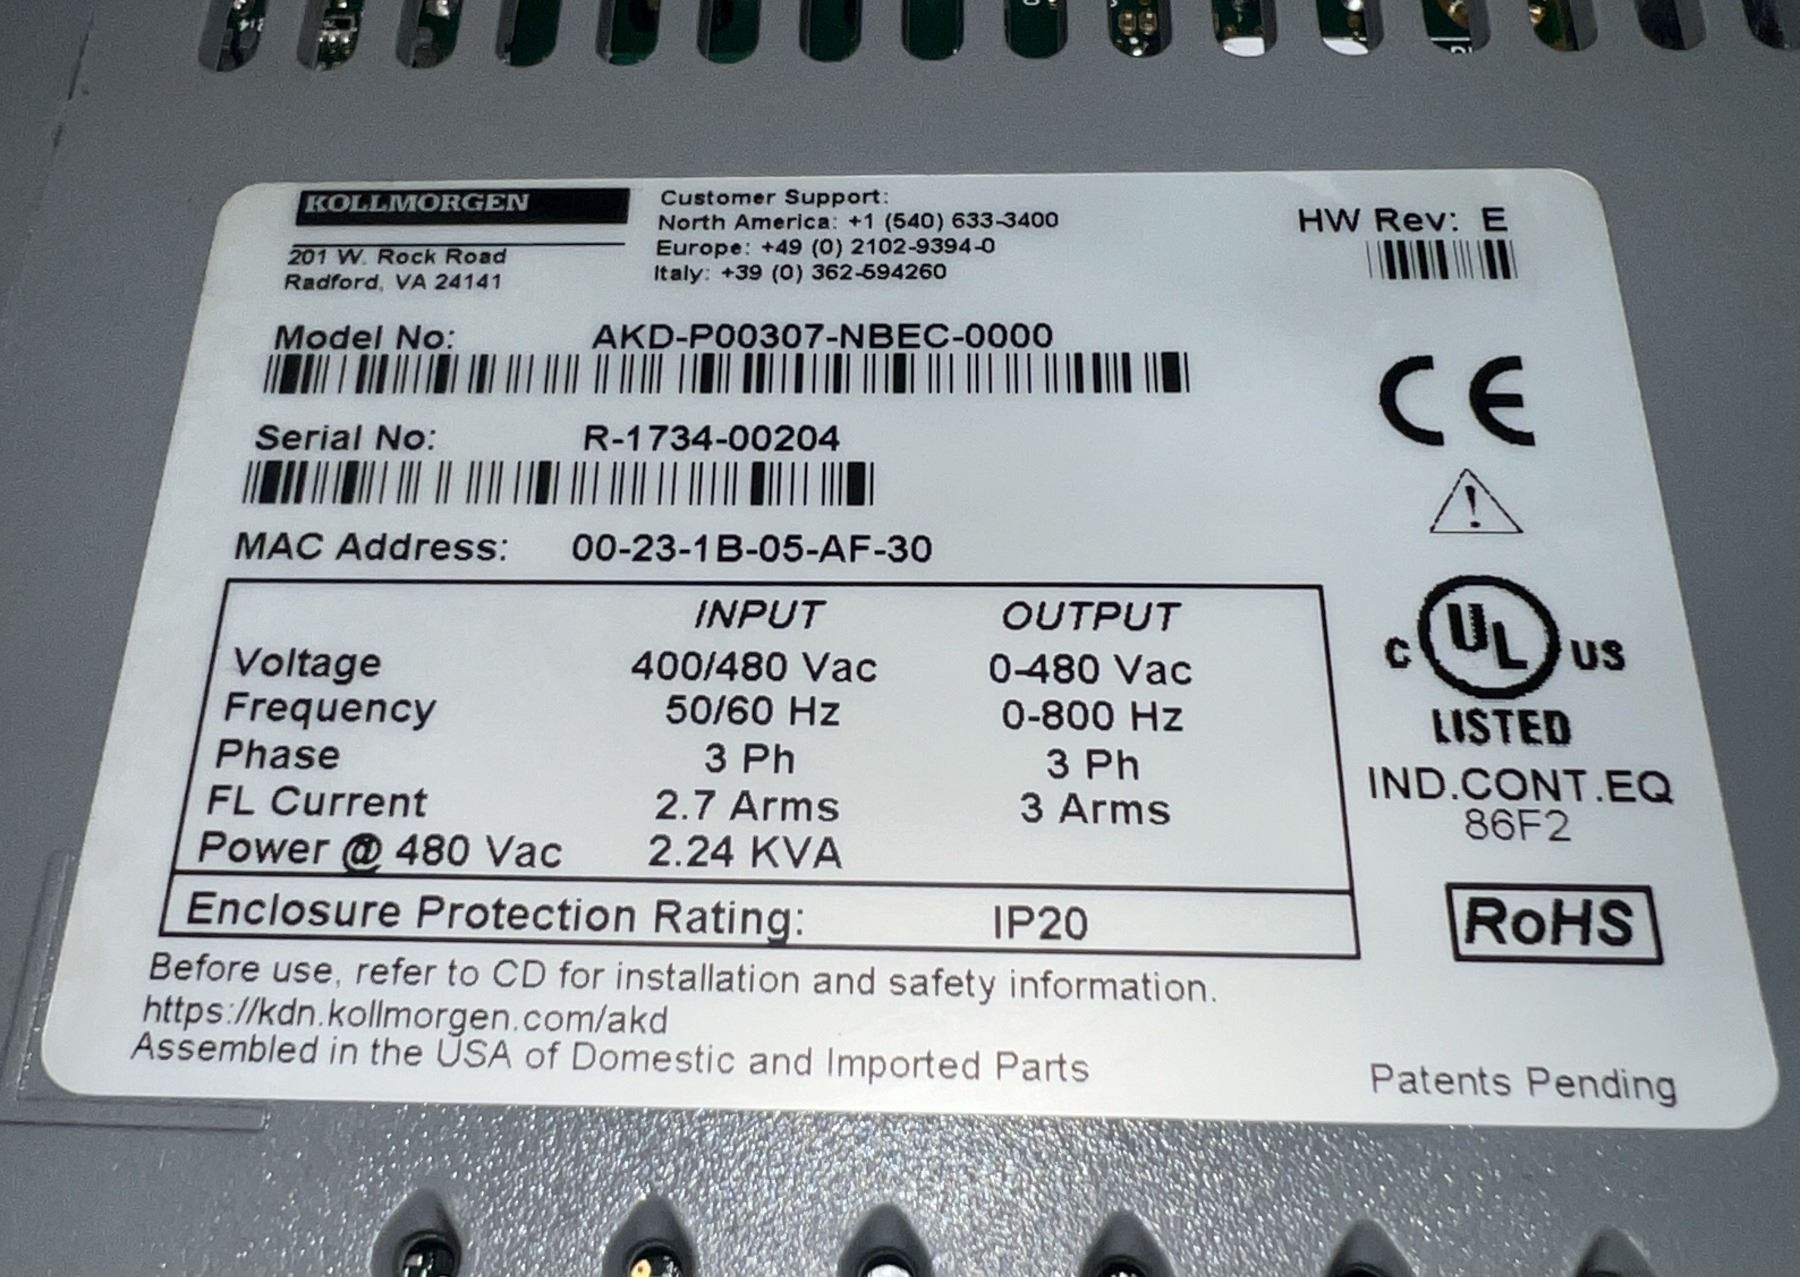 KOLLMORGEN
201 W. Rock Road
Radford, VA 24141
Customer Support:
North America: +1 (540) 633-3400
Europe: +49 (0) 2102-9394-0
Italy: +39 (0) 362-594260
HW Rev: E
Model No: AKD-P00307-NBEC-0000
Serial No: R-1734-00204
MAC Address: 00-23-1B-05-AF-30
INPUT OUTPUT
Voltage 400/480 Vac 0-480 Vac
Frequency 50/60 Hz 0-800 Hz
Phase 3 Ph 3 Ph
FL Current 2.7 Arms 3 Arms
Power @ 480 Vac 2.24 KVA
Enclosure Protection Rating: IP20
Before use, refer to CD for installation and safety information.
https://kdn.kollmorgen.com/akd
Assembled in the USA of Domestic and Imported Parts
CE
!
C UL US
LISTED
IND.CONT.EQ
86F2
RoHS
Patents Pending